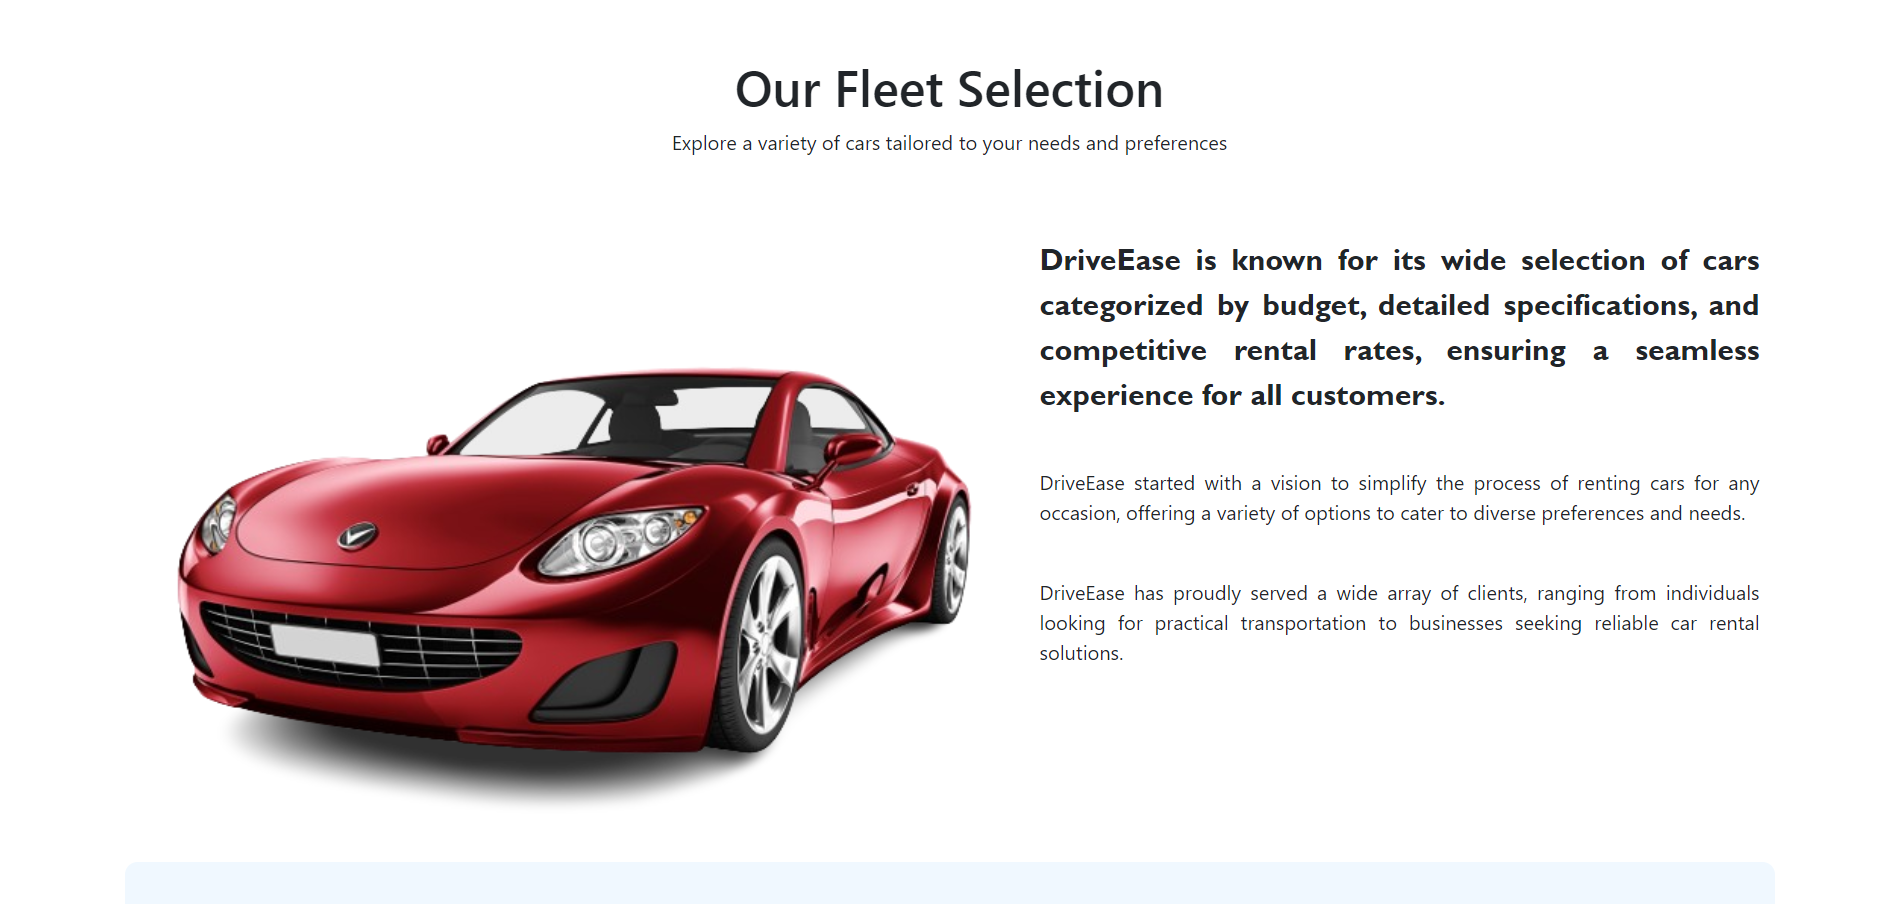 Our Fleet Selection
Explore a variety of cars tailored to your needs and preferences
DriveEase is known for its wide selection of cars
categorized by budget, detailed specifications, and
competitive rental rates, ensuring a seamless
experience for all customers.
DriveEase started with a vision to simplify the process of renting cars for any
occasion, offering a variety of options to cater to diverse preferences and needs.
DriveEase has proudly served a wide array of clients, ranging from individuals
looking for practical transportation to businesses seeking reliable car rental
solutions.